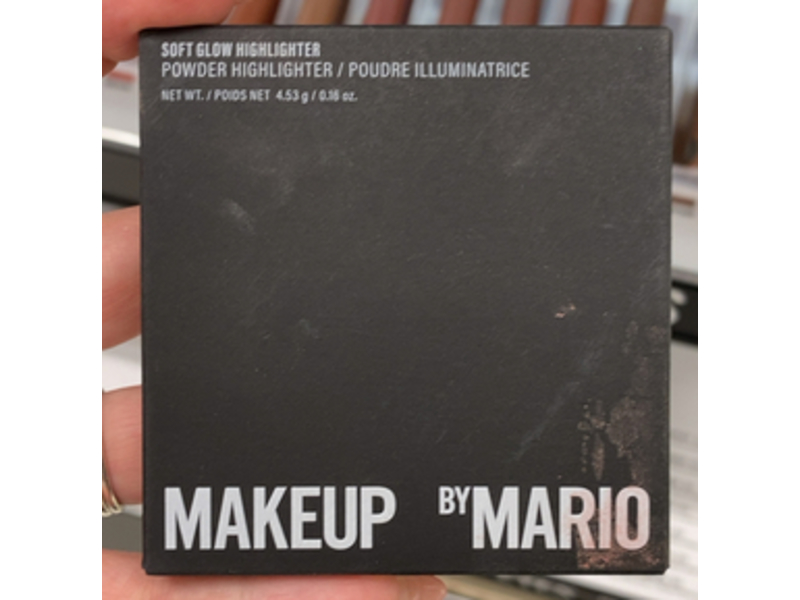 SOFT GLOW HIGHLIGHTER
POWDER HIGHLIGHTER / POUDRE ILLUMINATRICE
NET WT. / POIDS NET 4.53 g / 0.16 oz.
MAKEUP BY MARIO